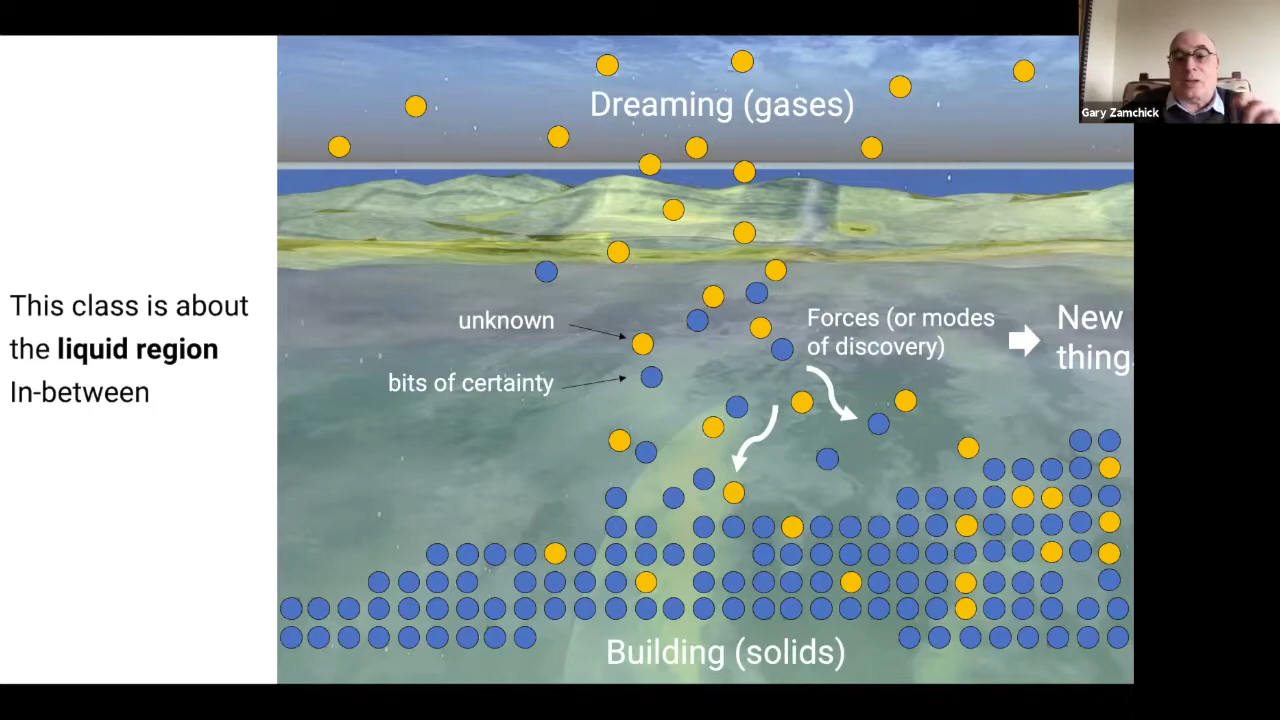 Gary Zamchick
Dreaming (gases)
This class is about
the liquid region
In-between
unknown
bits of certainty
Forces (or modes
of discovery)
New
thing
Building (solids)